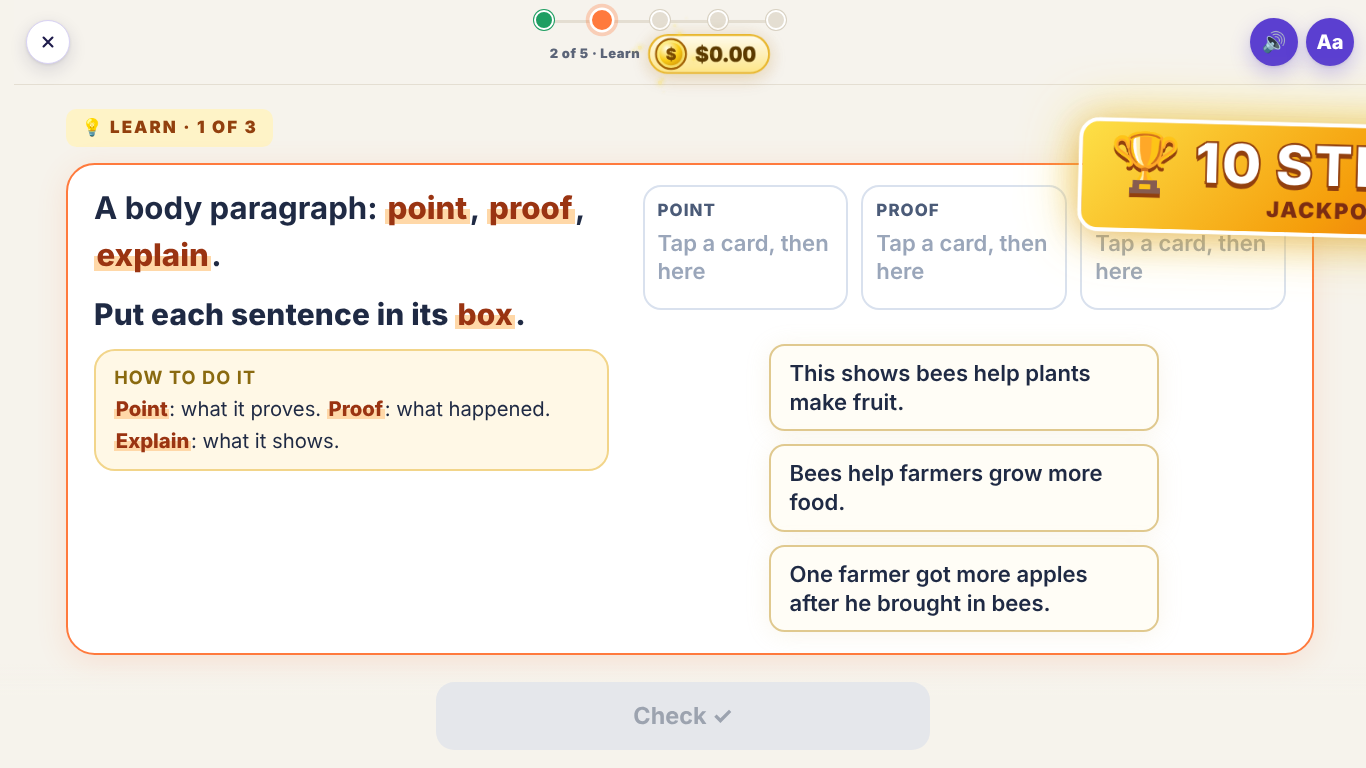 2 of 5 · Learn
$ $0.00
Aa
💡 LEARN · 1 OF 3
🏆 10 ST
JACKPO
A body paragraph: point, proof,
explain.
Put each sentence in its box.
HOW TO DO IT
Point: what it proves. Proof: what happened.
Explain: what it shows.
POINT
Tap a card, then
here
PROOF
Tap a card, then
here
Tap a card, then
here
This shows bees help plants
make fruit.
Bees help farmers grow more
food.
One farmer got more apples
after he brought in bees.
Check ✓